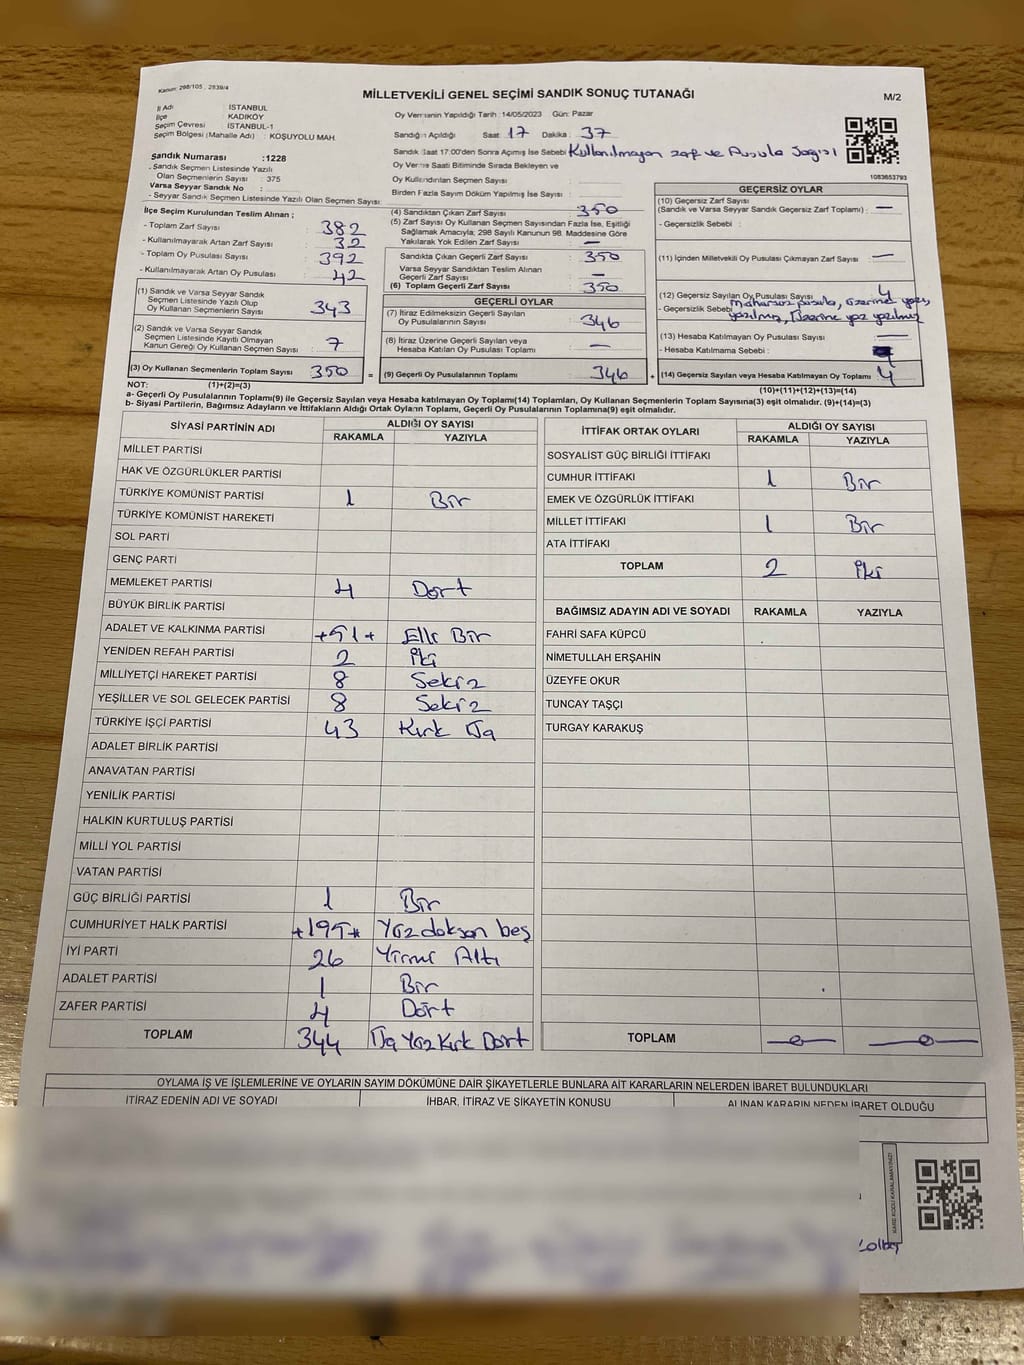 Kanun: 298/105 , 2839/4
MİLLETVEKİLİ GENEL SEÇİMİ SANDIK SONUÇ TUTANAĞI
M/2
İl Adı İSTANBUL
İlçe KADIKÖY
Seçim Çevresi İSTANBUL-1
Seçim Bölgesi (Mahalle Adı) : KOŞUYOLU MAH.
Oy Vermenin Yapıldığı Tarih :14/05/2023 Gün: Pazar
Sandığın Açıldığı Saat: 17 Dakika : 37
Sandık Saat 17:00'den Sonra Açılmış İse Sebebi Kullanılmayan zarf ve Pusula Sayısı
Oy Verme Saati Bitiminde Sırada Bekleyen ve
Oy Kullandırılan Seçmen Sayısı :
Birden Fazla Sayım Döküm Yapılmış İse Sayısı :
1083653793
Sandık Numarası :1228
- Sandık Seçmen Listesinde Yazılı
Olan Seçmenlerin Sayısı : 375
Varsa Seyyar Sandık No :
- Seyyar Sandık Seçmen Listesinde Yazılı Olan Seçmen Sayısı:
İlçe Seçim Kurulundan Teslim Alınan ;
- Toplam Zarf Sayısı : 382
- Kullanılmayarak Artan Zarf Sayısı : 32
- Toplam Oy Pusulası Sayısı : 392
- Kullanılmayarak Artan Oy Pusulası : 42
(1) Sandık ve Varsa Seyyar Sandık
Seçmen Listesinde Yazılı Olup
Oy Kullanan Seçmenlerin Sayısı : 343
(2) Sandık ve Varsa Seyyar Sandık
Seçmen Listesinde Kayıtlı Olmayan
Kanun Gereği Oy Kullanan Seçmen Sayısı : 7
(3) Oy Kullanan Seçmenlerin Toplam Sayısı : 350
(4) Sandıktan Çıkan Zarf Sayısı : 350
(5) Zarf Sayısı Oy Kullanan Seçmen Sayısından Fazla İse, Eşitliği
Sağlamak Amacıyla; 298 Sayılı Kanunun 98. Maddesine Göre
Yakılarak Yok Edilen Zarf Sayısı : —
Sandıkta Çıkan Geçerli Zarf Sayısı : 350
Varsa Seyyar Sandıktan Teslim Alınan
Geçerli Zarf Sayısı : —
(6) Toplam Geçerli Zarf Sayısı : 350
GEÇERLİ OYLAR
(7) İtiraz Edilmeksizin Geçerli Sayılan
Oy Pusulalarının Sayısı : 346
(8) İtiraz Üzerine Geçerli Sayılan veya
Hesaba Katılan Oy Pusulası Toplamı : —
= (9) Geçerli Oy Pusulalarının Toplamı : 346 +
GEÇERSİZ OYLAR
(10) Geçersiz Zarf Sayısı
(Sandık ve Varsa Seyyar Sandık Geçersiz Zarf Toplamı) : —
- Geçersizlik Sebebi :
(11) İçinden Milletvekili Oy Pusulası Çıkmayan Zarf Sayısı : —
(12) Geçersiz Sayılan Oy Pusulası Sayısı : 4
- Geçersizlik Sebebi : Mühürsüz pusula, üzerine yazı,
yazılmış, Üzerine yaz yazılmış
(13) Hesaba Katılmayan Oy Pusulası Sayısı : —
- Hesaba Katılmama Sebebi :
(14) Geçersiz Sayılan veya Hesaba Katılmayan Oy Toplamı : 4
NOT: (1)+(2)=(3)
(10)+(11)+(12)+(13)=(14)
a- Geçerli Oy Pusulalarının Toplamı(9) ile Geçersiz Sayılan veya Hesaba katılmayan Oy Toplamı(14) Toplamları, Oy Kullanan Seçmenlerin Toplam Sayısına(3) eşit olmalıdır. (9)+(14)=(3)
b- Siyasi Partilerin, Bağımsız Adayların ve İttifakların Aldığı Ortak Oyların Toplamı, Geçerli Oy Pusulalarının Toplamına(9) eşit olmalıdır.
SİYASİ PARTİNİN ADI ALDIĞI OY SAYISI
RAKAMLA YAZIYLA
MİLLET PARTİSİ
HAK VE ÖZGÜRLÜKLER PARTİSİ
TÜRKİYE KOMÜNİST PARTİSİ 1 Bir
TÜRKİYE KOMÜNİST HAREKETİ
SOL PARTİ
GENÇ PARTİ
MEMLEKET PARTİSİ 4 Dört
BÜYÜK BİRLİK PARTİSİ
ADALET VE KALKINMA PARTİSİ +51+ Elli Bir
YENİDEN REFAH PARTİSİ 2 İki
MİLLİYETÇİ HAREKET PARTİSİ 8 Sekiz
YEŞİLLER VE SOL GELECEK PARTİSİ 8 Sekiz
TÜRKİYE İŞÇİ PARTİSİ 43 Kırk Üç
ADALET BİRLİK PARTİSİ
ANAVATAN PARTİSİ
YENİLİK PARTİSİ
HALKIN KURTULUŞ PARTİSİ
MİLLİ YOL PARTİSİ
VATAN PARTİSİ
GÜÇ BİRLİĞİ PARTİSİ 1 Bir
CUMHURİYET HALK PARTİSİ +195+ Yüz doksan beş
İYİ PARTİ 26 Yirmi Altı
ADALET PARTİSİ 1 Bir
ZAFER PARTİSİ 4 Dört
TOPLAM 344 Üç Yüz Kırk Dört
İTTİFAK ORTAK OYLARI ALDIĞI OY SAYISI
RAKAMLA YAZIYLA
SOSYALİST GÜÇ BİRLİĞİ İTTİFAKI
CUMHUR İTTİFAKI 1 Bir
EMEK VE ÖZGÜRLÜK İTTİFAKI
MİLLET İTTİFAKI 1 Bir
ATA İTTİFAKI
TOPLAM 2 İki
BAĞIMSIZ ADAYIN ADI VE SOYADI RAKAMLA YAZIYLA
FAHRİ SAFA KÜPCÜ
NİMETULLAH ERŞAHİN
ÜZEYFE OKUR
TUNCAY TAŞÇI
TURGAY KARAKUŞ
TOPLAM —0— —0—
OYLAMA İŞ VE İŞLEMLERİNE VE OYLARIN SAYIM DÖKÜMÜNE DAİR ŞİKAYETLERLE BUNLARA AİT KARARLARIN NELERDEN İBARET BULUNDUKLARI
İTİRAZ EDENİN ADI VE SOYADI İHBAR, İTİRAZ VE ŞİKAYETİN KONUSU ALINAN KARARIN NEDEN İBARET OLDUĞU
KARE KODU KARALAMAYINIZ!